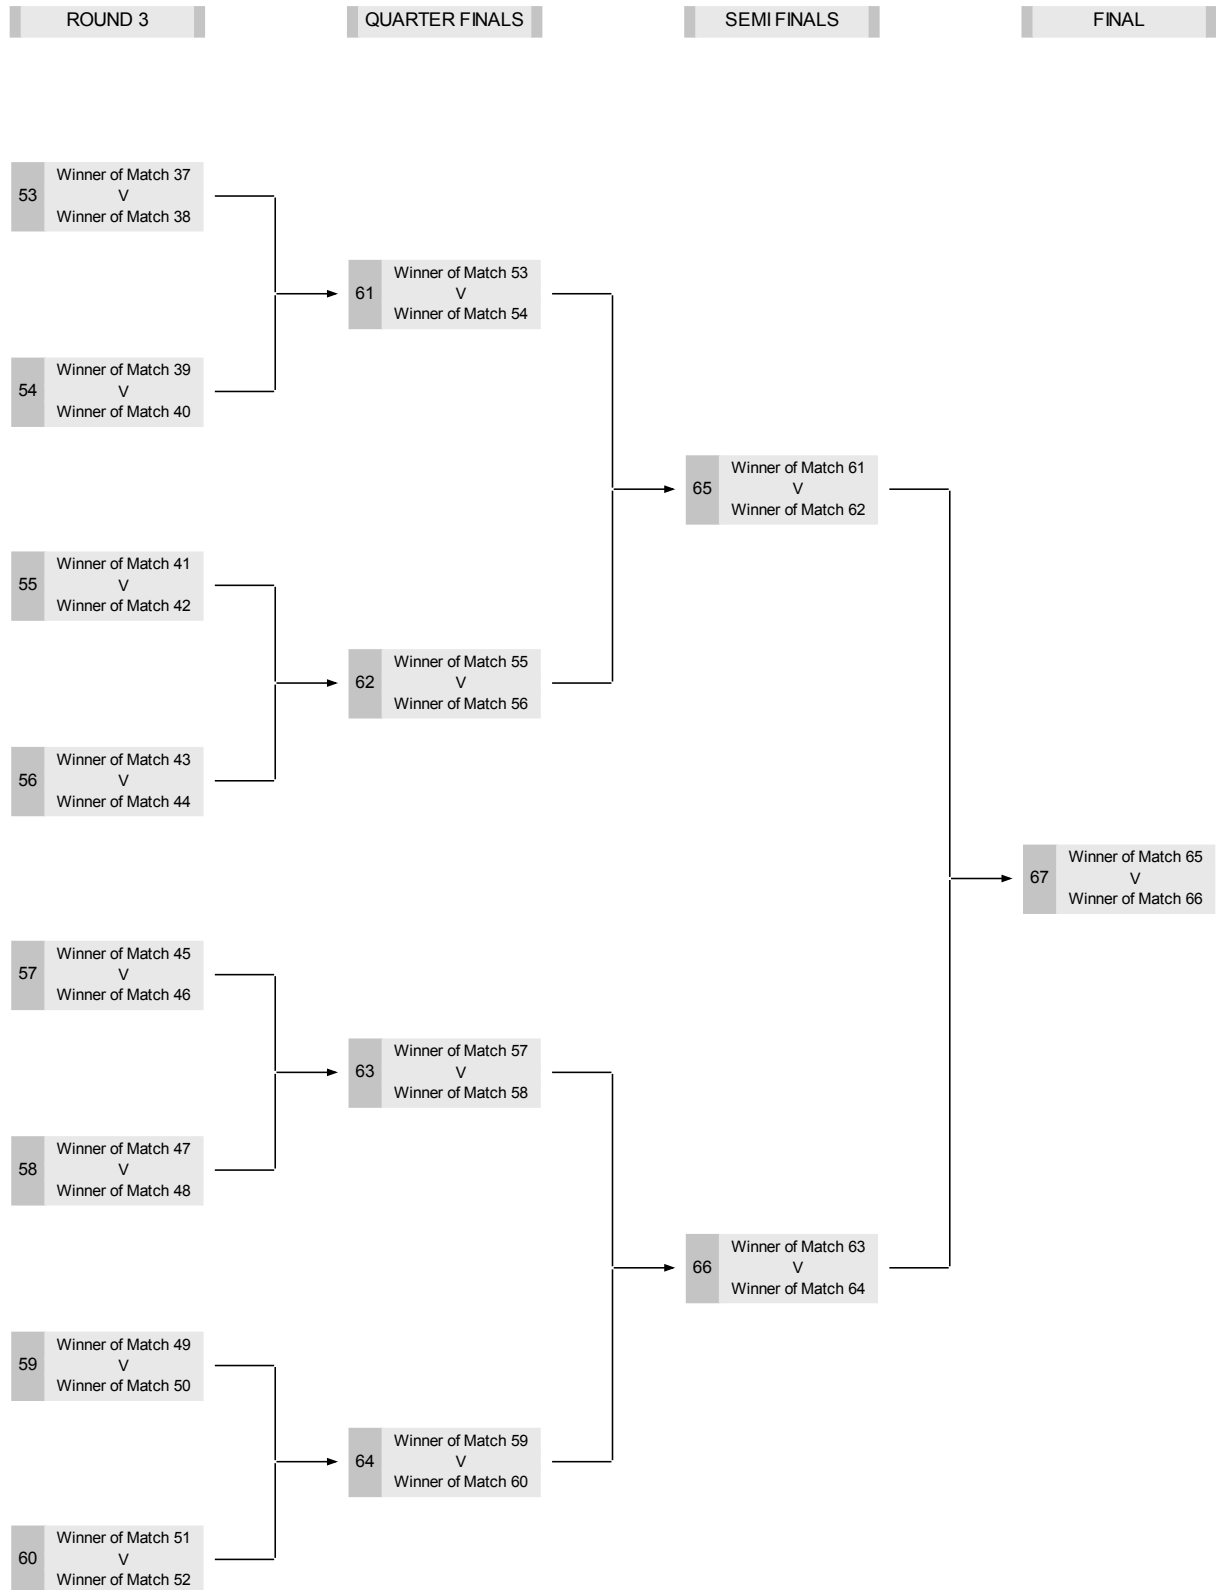 ROUND 3
QUARTER FINALS
SEMI FINALS
FINAL
53
Winner of Match 37
V
Winner of Match 38
54
Winner of Match 39
V
Winner of Match 40
55
Winner of Match 41
V
Winner of Match 42
56
Winner of Match 43
V
Winner of Match 44
57
Winner of Match 45
V
Winner of Match 46
58
Winner of Match 47
V
Winner of Match 48
59
Winner of Match 49
V
Winner of Match 50
60
Winner of Match 51
V
Winner of Match 52
61
Winner of Match 53
V
Winner of Match 54
62
Winner of Match 55
V
Winner of Match 56
63
Winner of Match 57
V
Winner of Match 58
64
Winner of Match 59
V
Winner of Match 60
65
Winner of Match 61
V
Winner of Match 62
66
Winner of Match 63
V
Winner of Match 64
67
Winner of Match 65
V
Winner of Match 66